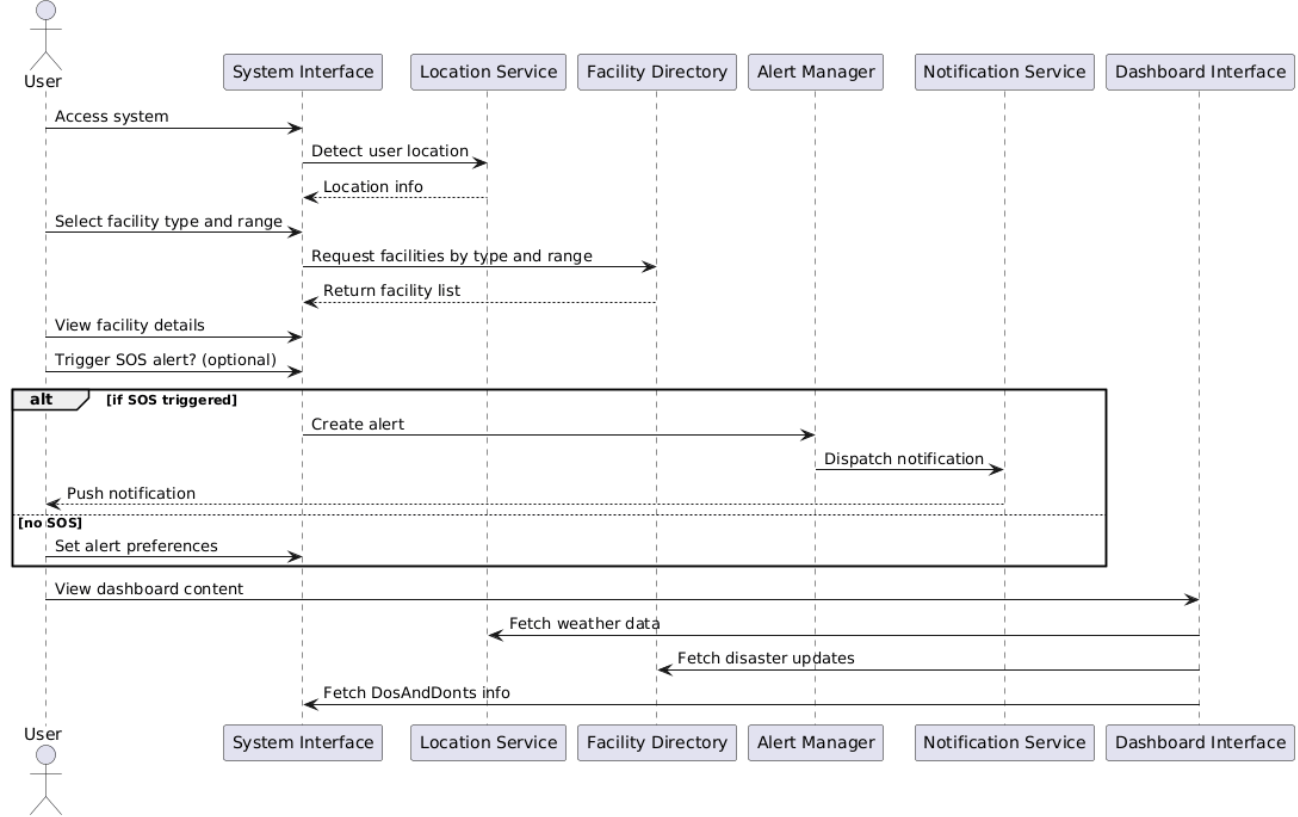 User
System Interface
Location Service
Facility Directory
Alert Manager
Notification Service
Dashboard Interface
Access system
Detect user location
Location info
Select facility type and range
Request facilities by type and range
Return facility list
View facility details
Trigger SOS alert? (optional)
alt [if SOS triggered]
Create alert
Dispatch notification
Push notification
[no SOS]
Set alert preferences
View dashboard content
Fetch weather data
Fetch disaster updates
Fetch DosAndDonts info
User
System Interface
Location Service
Facility Directory
Alert Manager
Notification Service
Dashboard Interface